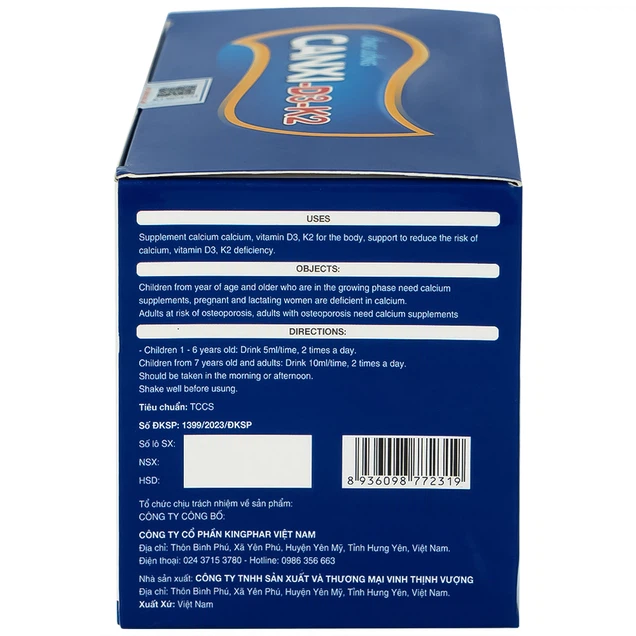 CANXI-D3-K2
USES
Supplement calcium calcium, vitamin D3, K2 for the body, support to reduce the risk of
calcium, vitamin D3, K2 deficiency.
OBJECTS:
Children from year of age and older who are in the growing phase need calcium
supplements, pregnant and lactating women are deficient in calcium.
Adults at risk of osteoporosis, adults with osteoporosis need calcium supplements
DIRECTIONS:
- Children 1 - 6 years old: Drink 5ml/time, 2 times a day.
Children from 7 years old and adults: Drink 10ml/time, 2 times a day.
Should be taken in the morning or afternoon.
Shake well before usung.
Tiêu chuẩn: TCCS
Số ĐKSP: 1399/2023/ĐKSP
Số lô SX:
NSX:
HSD:
8 936098 772319
Tổ chức chịu trách nhiệm về sản phẩm:
CÔNG TY CÔNG BỐ:
CÔNG TY CỔ PHẦN KINGPHAR VIỆT NAM
Địa chỉ: Thôn Bình Phú, Xã Yên Phú, Huyện Yên Mỹ, Tỉnh Hưng Yên, Việt Nam.
Điện thoại: 024 3715 3780 - Hotline: 0986 356 663
Nhà sản xuất: CÔNG TY TNHH SẢN XUẤT VÀ THƯƠNG MẠI VINH THỊNH VƯỢNG
Địa chỉ: Thôn Bình Phú, Xã Yên Phú, Huyện Yên Mỹ, Tỉnh Hưng Yên, Việt Nam.
Xuất Xứ: Việt Nam